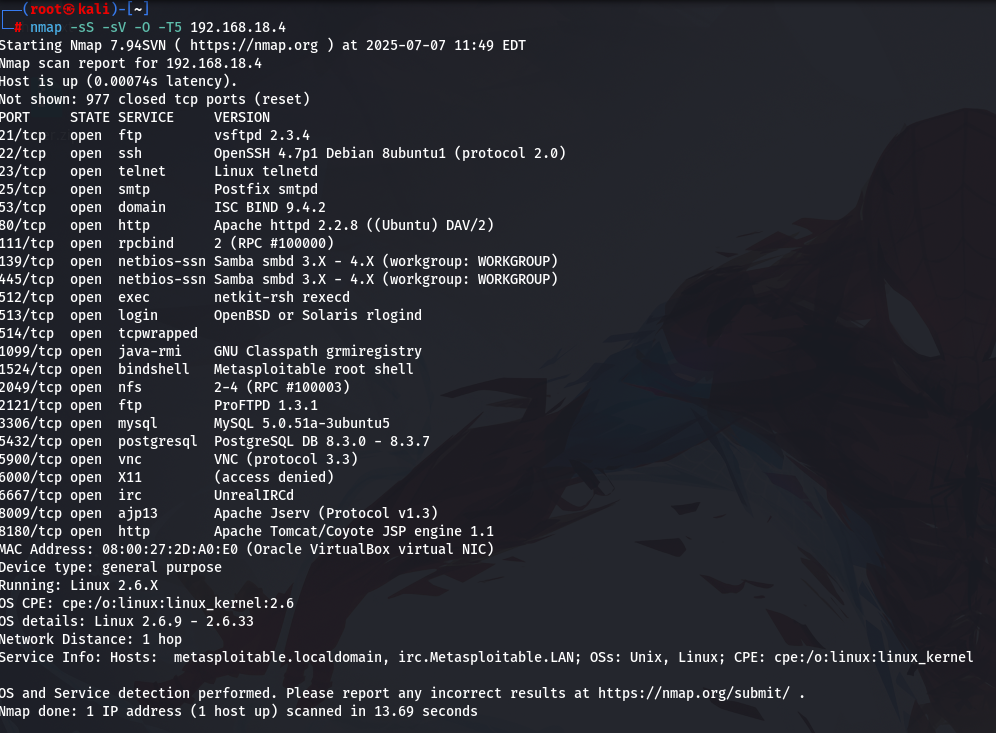 ┌──(root㉿kali)-[~]
└─# nmap -sS -sV -O -T5 192.168.18.4
Starting Nmap 7.94SVN ( https://nmap.org ) at 2025-07-07 11:49 EDT
Nmap scan report for 192.168.18.4
Host is up (0.00074s latency).
Not shown: 977 closed tcp ports (reset)
PORT     STATE SERVICE     VERSION
21/tcp   open  ftp         vsftpd 2.3.4
22/tcp   open  ssh         OpenSSH 4.7p1 Debian 8ubuntu1 (protocol 2.0)
23/tcp   open  telnet      Linux telnetd
25/tcp   open  smtp        Postfix smtpd
53/tcp   open  domain      ISC BIND 9.4.2
80/tcp   open  http        Apache httpd 2.2.8 ((Ubuntu) DAV/2)
111/tcp  open  rpcbind     2 (RPC #100000)
139/tcp  open  netbios-ssn Samba smbd 3.X - 4.X (workgroup: WORKGROUP)
445/tcp  open  netbios-ssn Samba smbd 3.X - 4.X (workgroup: WORKGROUP)
512/tcp  open  exec        netkit-rsh rexecd
513/tcp  open  login       OpenBSD or Solaris rlogind
514/tcp  open  tcpwrapped
1099/tcp open  java-rmi    GNU Classpath grmiregistry
1524/tcp open  bindshell   Metasploitable root shell
2049/tcp open  nfs         2-4 (RPC #100003)
2121/tcp open  ftp         ProFTPD 1.3.1
3306/tcp open  mysql       MySQL 5.0.51a-3ubuntu5
5432/tcp open  postgresql  PostgreSQL DB 8.3.0 - 8.3.7
5900/tcp open  vnc         VNC (protocol 3.3)
6000/tcp open  X11         (access denied)
6667/tcp open  irc         UnrealIRCd
8009/tcp open  ajp13       Apache Jserv (Protocol v1.3)
8180/tcp open  http        Apache Tomcat/Coyote JSP engine 1.1
MAC Address: 08:00:27:2D:A0:E0 (Oracle VirtualBox virtual NIC)
Device type: general purpose
Running: Linux 2.6.X
OS CPE: cpe:/o:linux:linux_kernel:2.6
OS details: Linux 2.6.9 - 2.6.33
Network Distance: 1 hop
Service Info: Hosts:  metasploitable.localdomain, irc.Metasploitable.LAN; OSs: Unix, Linux; CPE: cpe:/o:linux:linux_kernel

OS and Service detection performed. Please report any incorrect results at https://nmap.org/submit/ .
Nmap done: 1 IP address (1 host up) scanned in 13.69 seconds